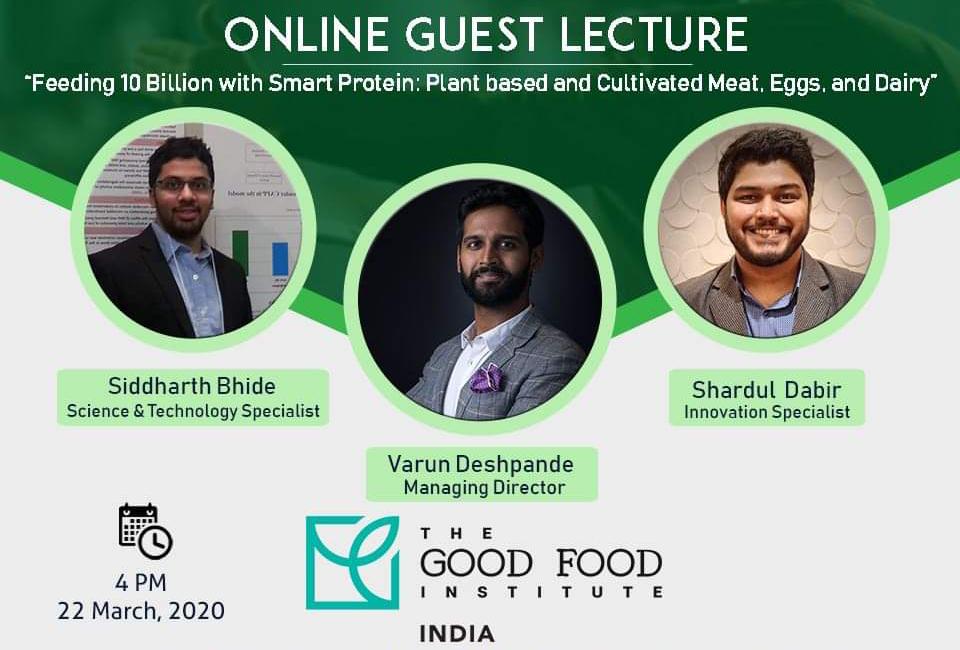 ONLINE GUEST LECTURE
"Feeding 10 Billion with Smart Protein: Plant based and Cultivated Meat, Eggs, and Dairy"
Siddharth Bhide
Science & Technology Specialist
Varun Deshpande
Managing Director
Shardul Dabir
Innovation Specialist
4 PM
22 March, 2020
THE
GOOD FOOD
INSTITUTE
INDIA